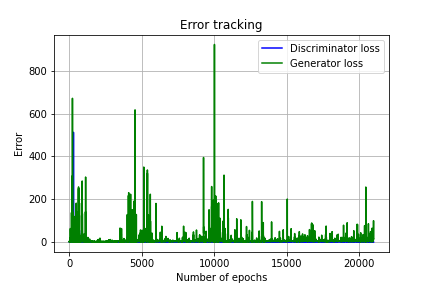 Error tracking
Discriminator loss
Generator loss
Error
800
600
400
200
0
0 5000 10000 15000 20000
Number of epochs